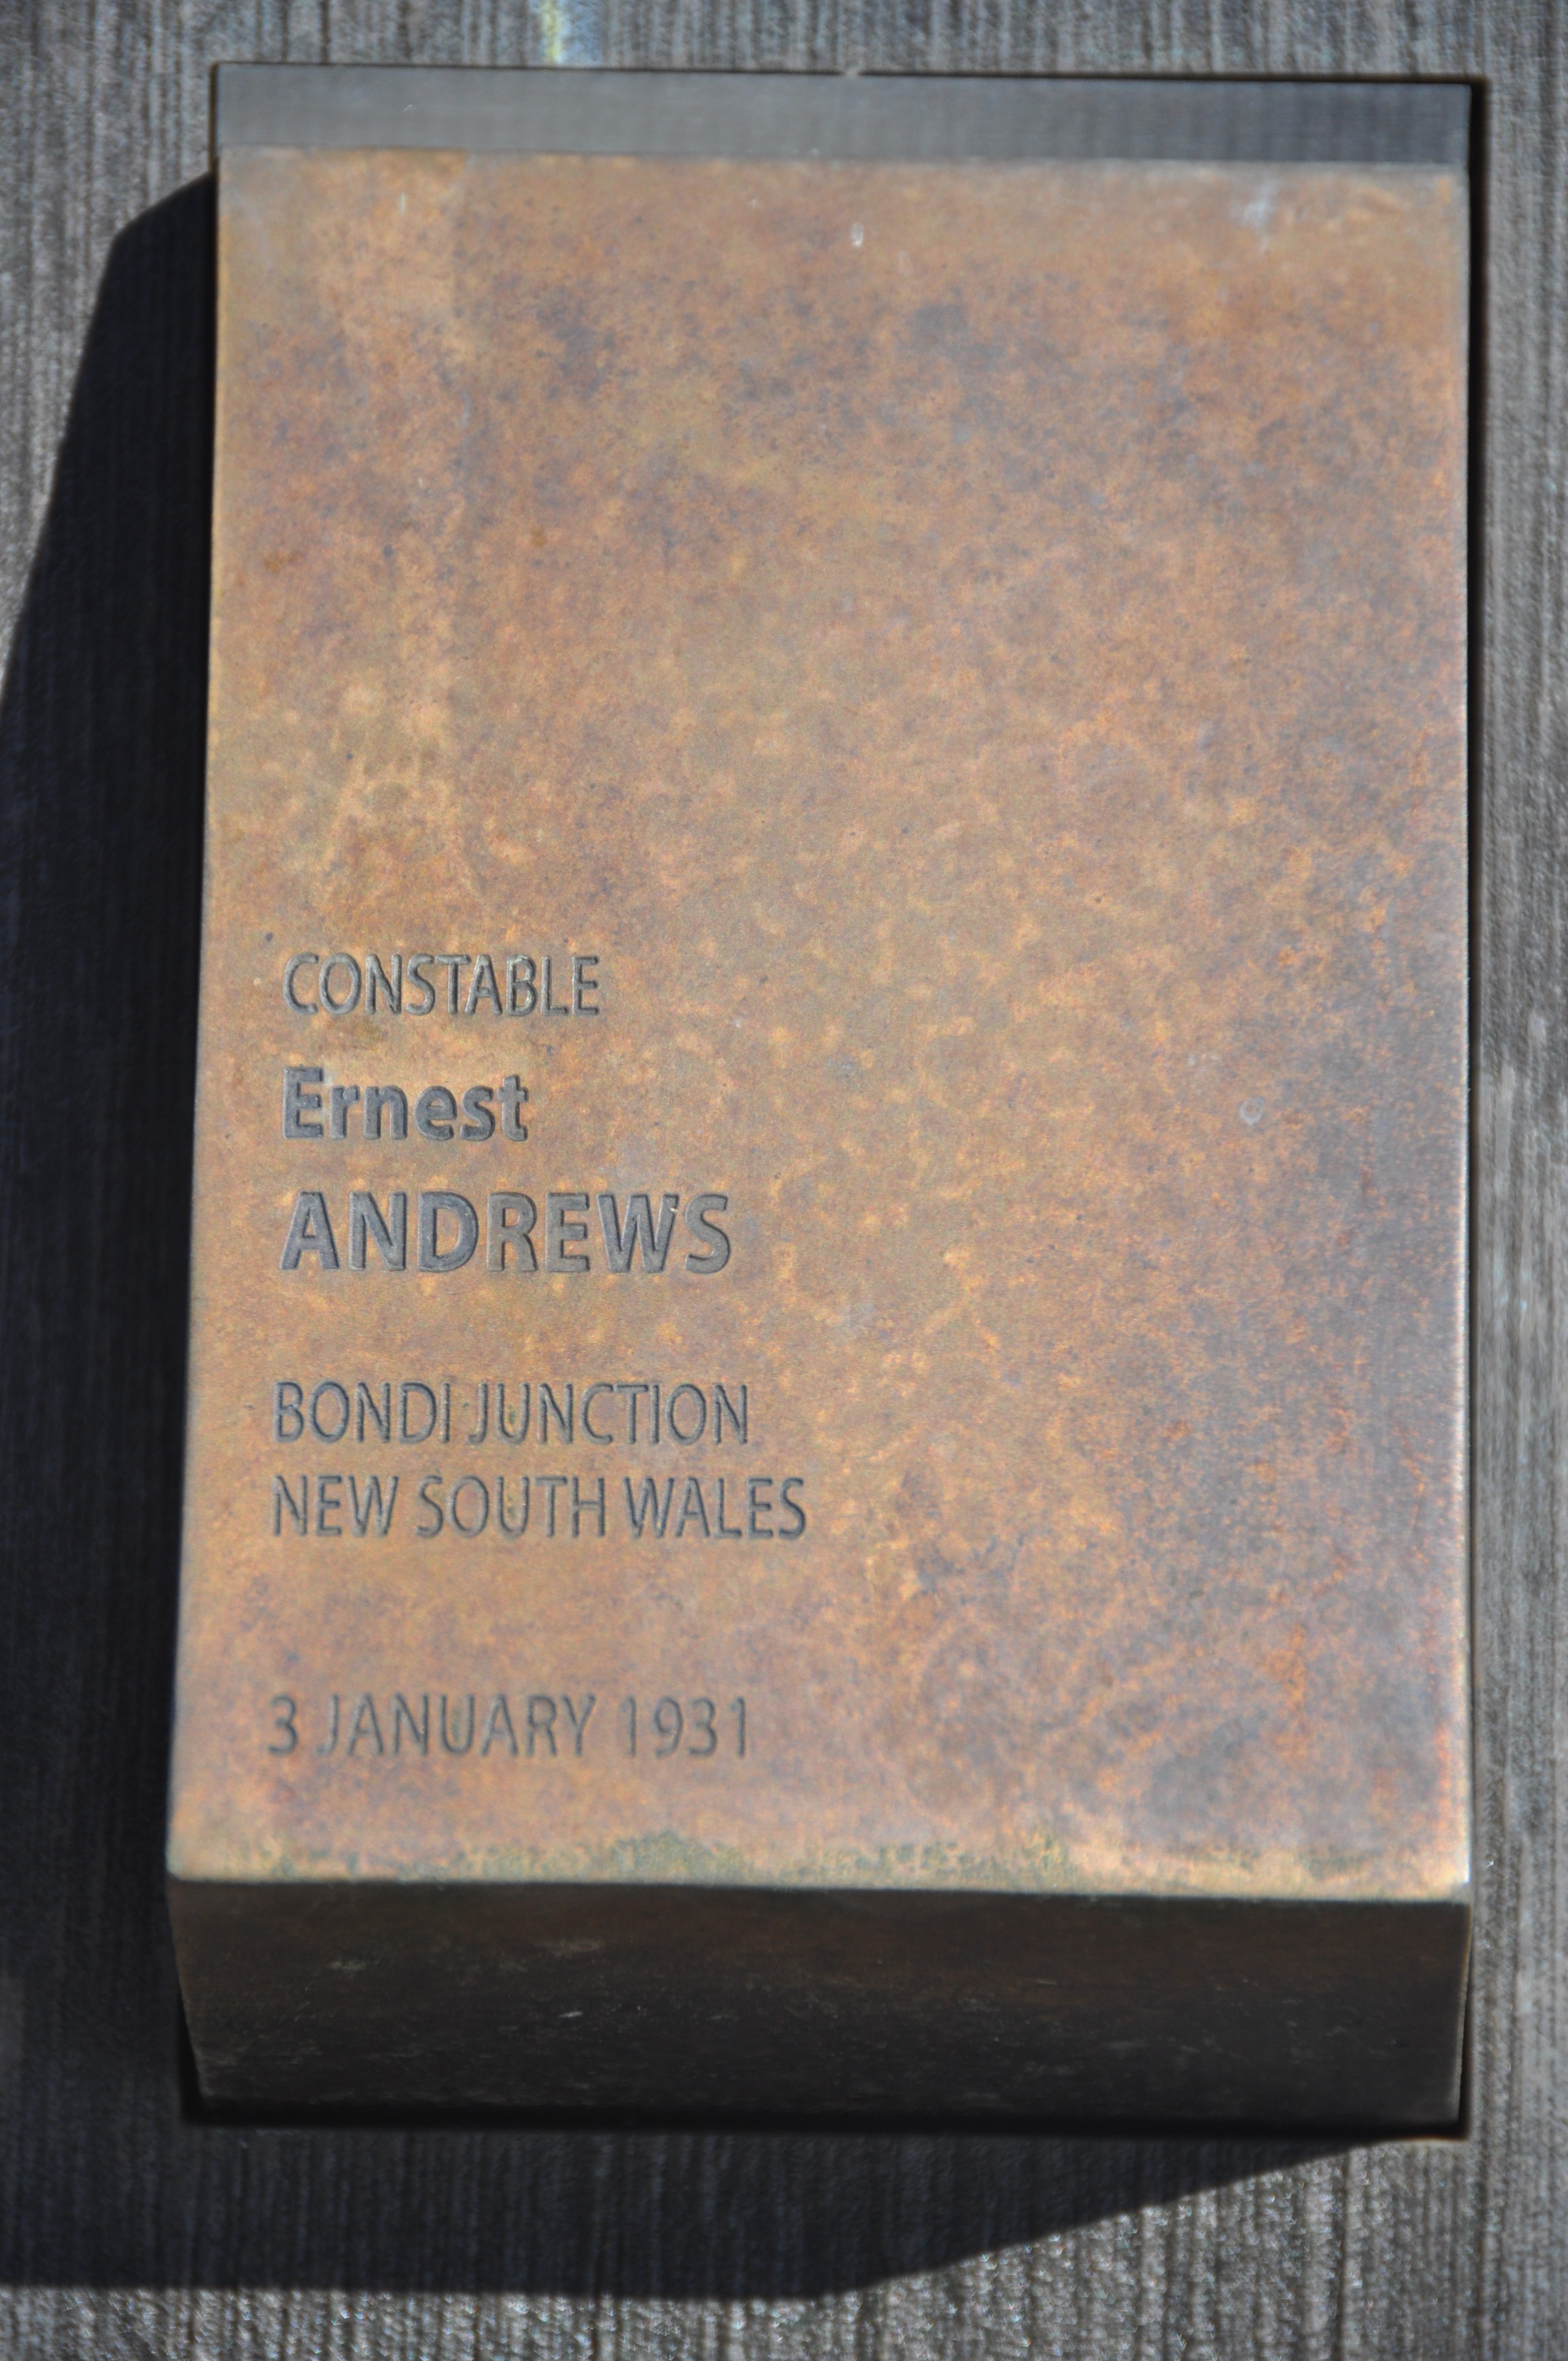 CONSTABLE
Ernest
ANDREWS
BONDI JUNCTION
NEW SOUTH WALES
3 JANUARY 1931